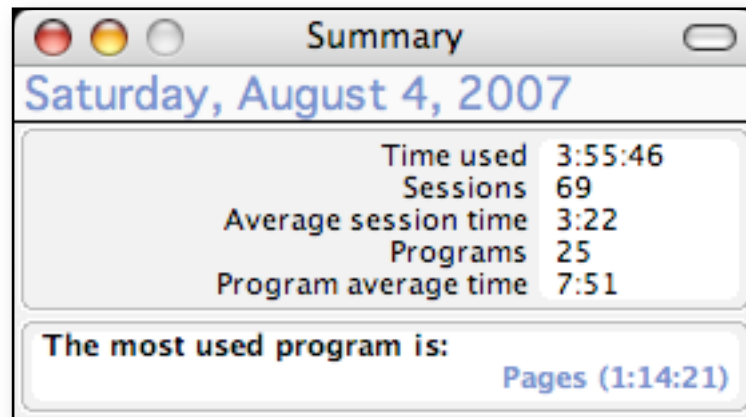 Summary
Saturday, August 4, 2007
Time used 3:55:46
Sessions 69
Average session time 3:22
Programs 25
Program average time 7:51
The most used program is:
Pages (1:14:21)